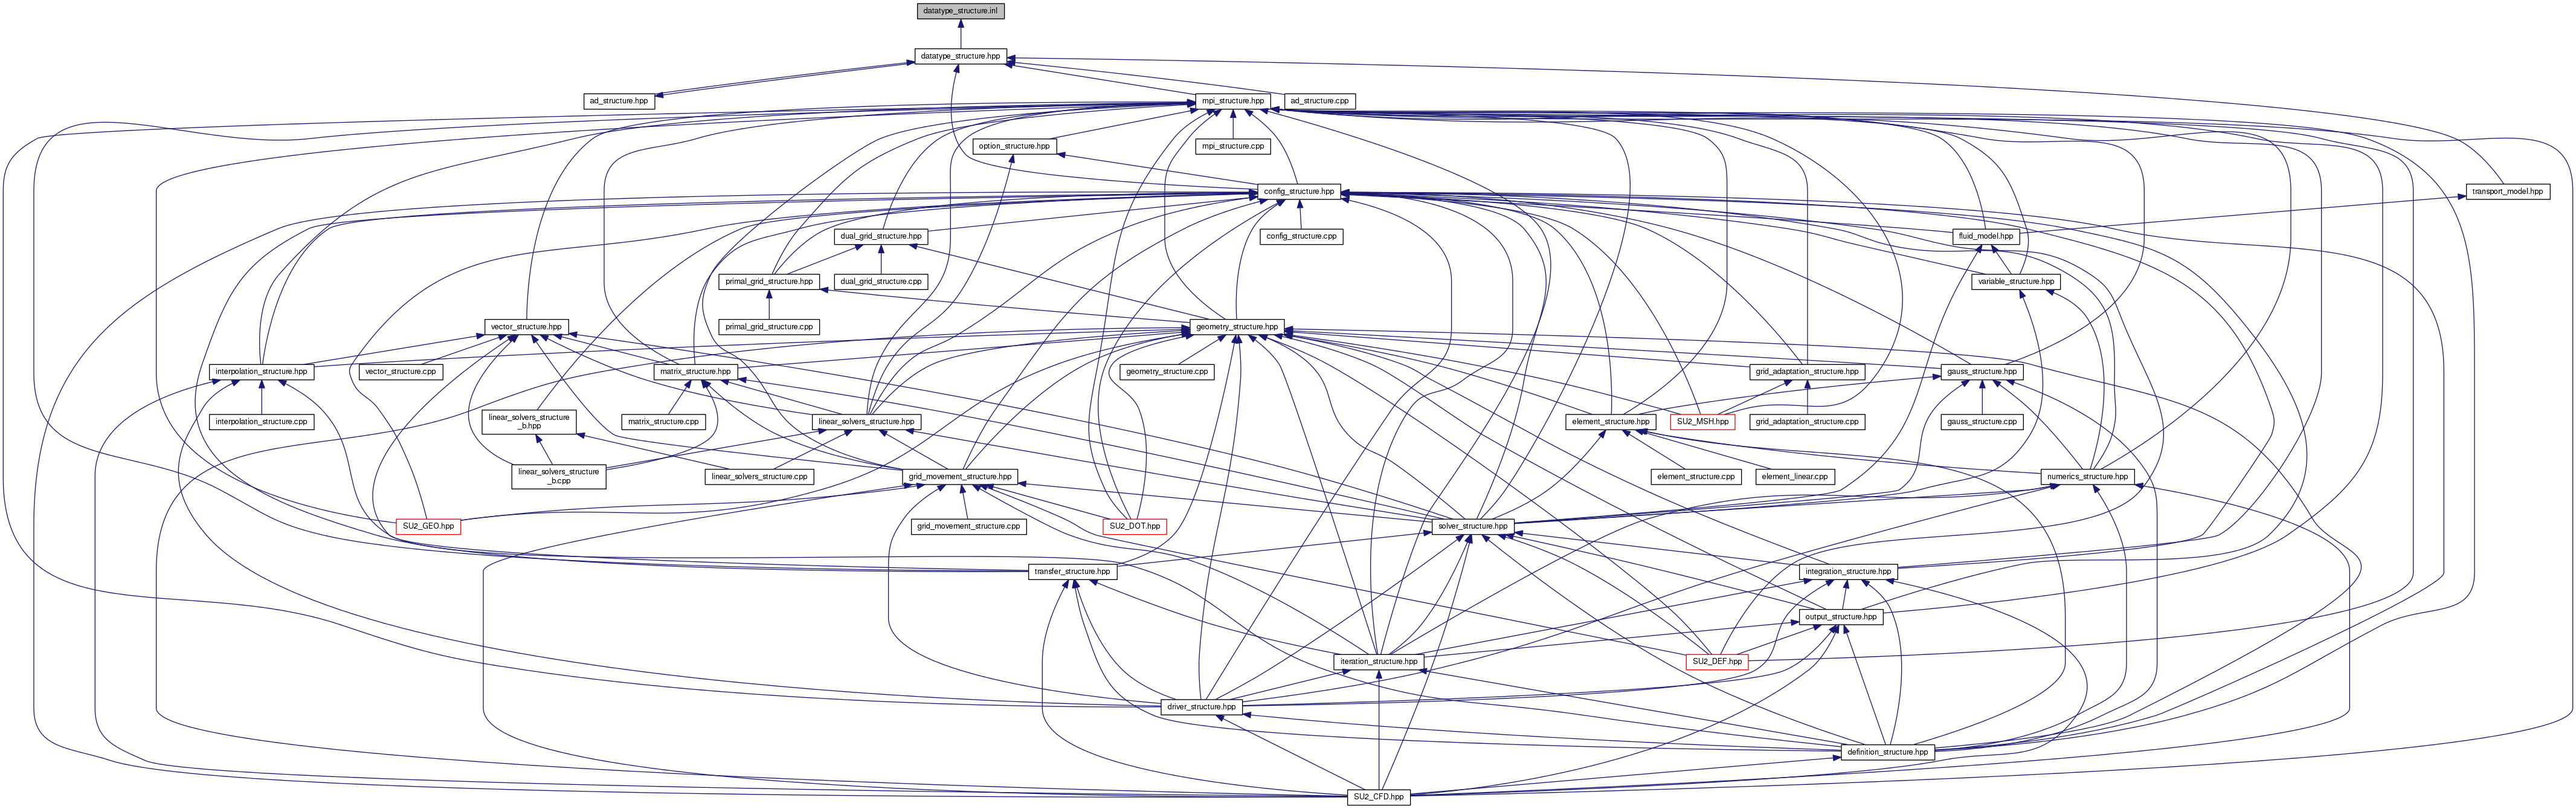 datatype_structure.inl
datatype_structure.hpp
ad_structure.hpp
mpi_structure.hpp
ad_structure.cpp
option_structure.hpp
mpi_structure.cpp
config_structure.hpp
transport_model.hpp
dual_grid_structure.hpp
config_structure.cpp
fluid_model.hpp
primal_grid_structure.hpp
dual_grid_structure.cpp
variable_structure.hpp
vector_structure.hpp
primal_grid_structure.cpp
geometry_structure.hpp
interpolation_structure.hpp
vector_structure.cpp
matrix_structure.hpp
geometry_structure.cpp
grid_adaptation_structure.hpp
gauss_structure.hpp
interpolation_structure.cpp
linear_solvers_structure
_b.hpp
matrix_structure.cpp
linear_solvers_structure.hpp
element_structure.hpp
SU2_MSH.hpp
grid_adaptation_structure.cpp
gauss_structure.cpp
linear_solvers_structure
_b.cpp
linear_solvers_structure.cpp
grid_movement_structure.hpp
element_structure.cpp
element_linear.cpp
numerics_structure.hpp
SU2_GEO.hpp
grid_movement_structure.cpp
SU2_DOT.hpp
solver_structure.hpp
transfer_structure.hpp
integration_structure.hpp
output_structure.hpp
iteration_structure.hpp
SU2_DEF.hpp
driver_structure.hpp
definition_structure.hpp
SU2_CFD.hpp